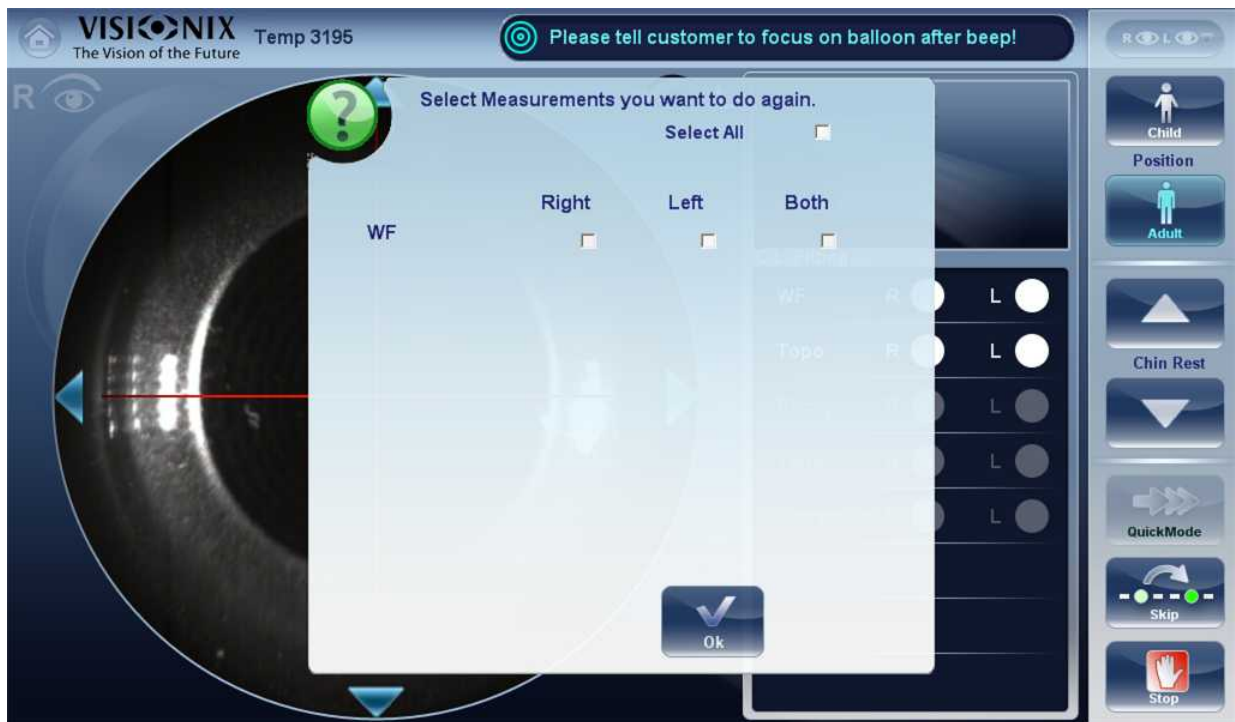 VISIONIX
The Vision of the Future
Temp 3195
Please tell customer to focus on balloon after beep!
R L
R
Select Measurements you want to do again.
Select All
Right Left Both
WF
WF R L
Topo R L
L
L
L
Ok
Child
Position
Adult
Chin Rest
QuickMode
Skip
Stop